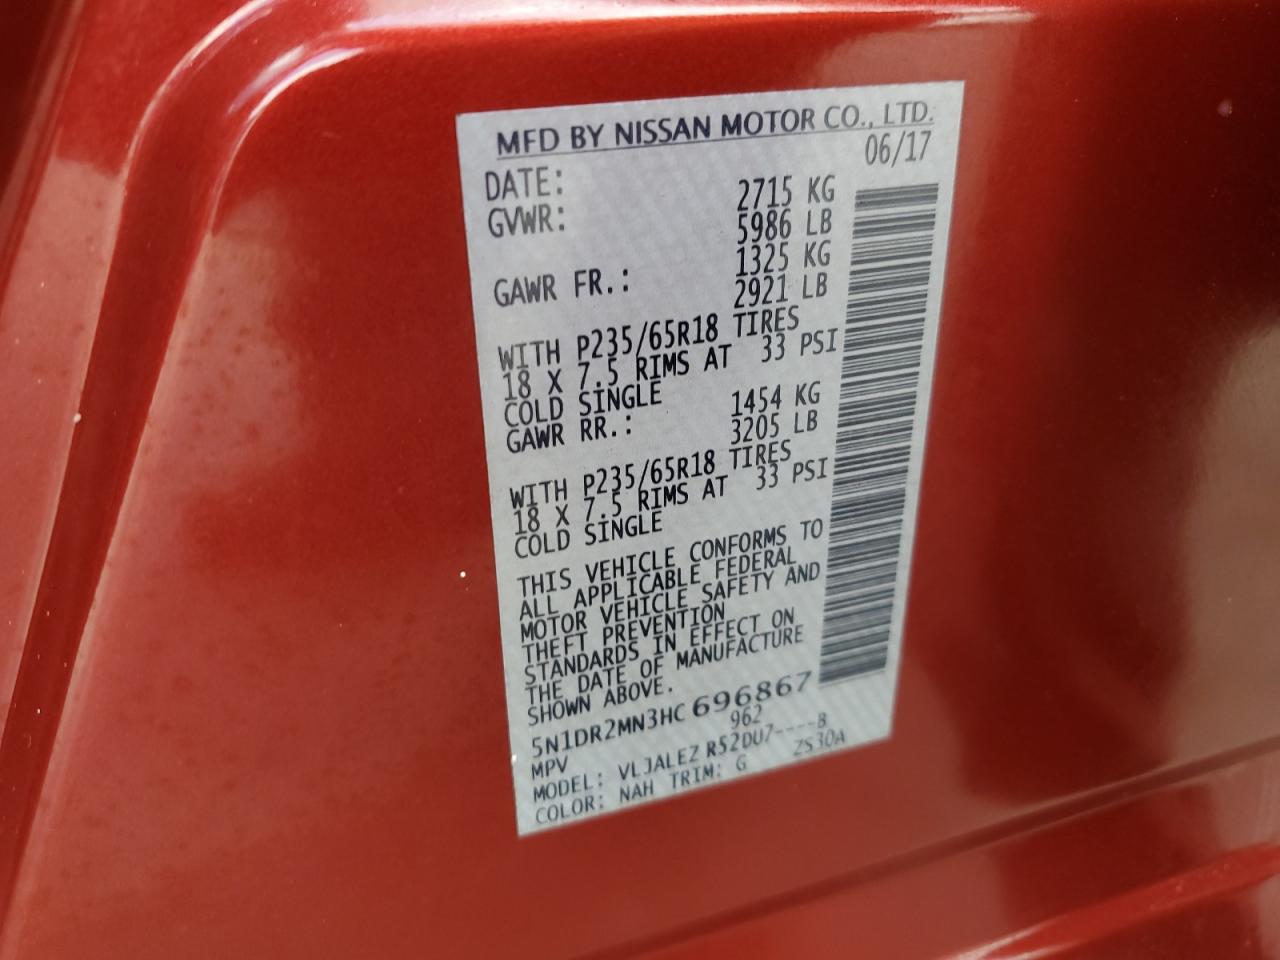 MFD BY NISSAN MOTOR CO., LTD.
DATE: 06/17
GVWR: 2715 KG
5986 LB
GAWR FR.: 1325 KG
2921 LB
WITH P235/65R18 TIRES
18 X 7.5 RIMS AT 33 PSI
COLD SINGLE
GAWR RR.: 1454 KG
3205 LB
WITH P235/65R18 TIRES
18 X 7.5 RIMS AT 33 PSI
COLD SINGLE
THIS VEHICLE CONFORMS TO
ALL APPLICABLE FEDERAL
MOTOR VEHICLE SAFETY AND
THEFT PREVENTION
STANDARDS IN EFFECT ON
THE DATE OF MANUFACTURE
SHOWN ABOVE.
5N1DR2MN3HC696867
MPV 962
MODEL: VLJALEZ R52DU7----B
COLOR: NAH TRIM: G ZS30A